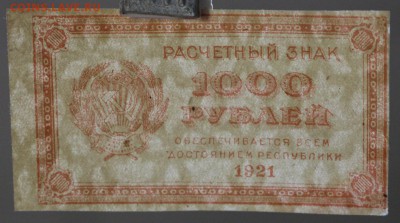 РАСЧЕТНЫЙ ЗНАК
1000
РУБЛЕЙ
ОБЕСПЕЧИВАЕТСЯ ВСЕМ
ДОСТОЯНИЕМ РЕСПУБЛИКИ
1921